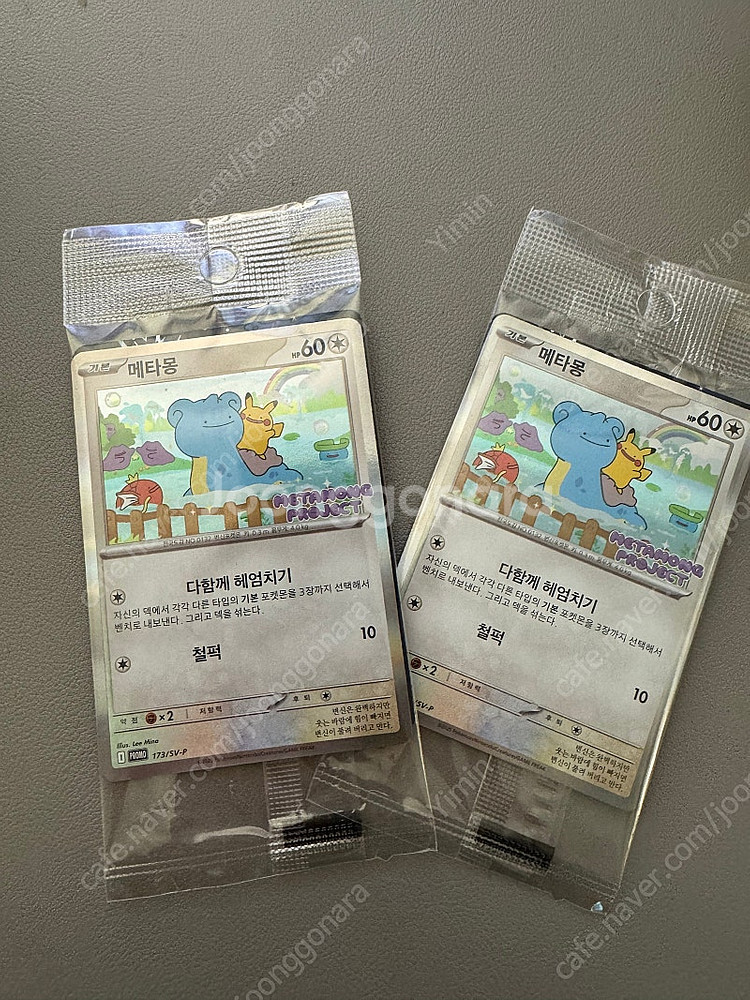 기본 메타몽 HP 60
METAMONG
PROJECT!
다함께 헤엄치기
자신의 덱에서 각각 다른 타입의 기본 포켓몬을 3장까지 선택해서
벤치로 내보낸다. 그리고 덱을 섞는다.
철퍽 10
약점 ×2 저항력 후퇴
변신은 완벽하지만
웃는 바람에 힘이 빠지면
변신이 풀려 버리고 만다.
Illus. Lee Mina
PROMO 173/SV-P
기본 메타몽 HP 60
METAMONG
PROJECT!
다함께 헤엄치기
자신의 덱에서 각각 다른 타입의 기본 포켓몬을 3장까지 선택해서
벤치로 내보낸다. 그리고 덱을 섞는다.
철퍽 10
×2 저항력 후퇴
변신은 완벽하지만
웃는 바람에 힘이 빠지면
변신이 풀려 버리고 만다.
/SV-P
Joonggonara
Yimin
cafe.naver.com/joonggonara